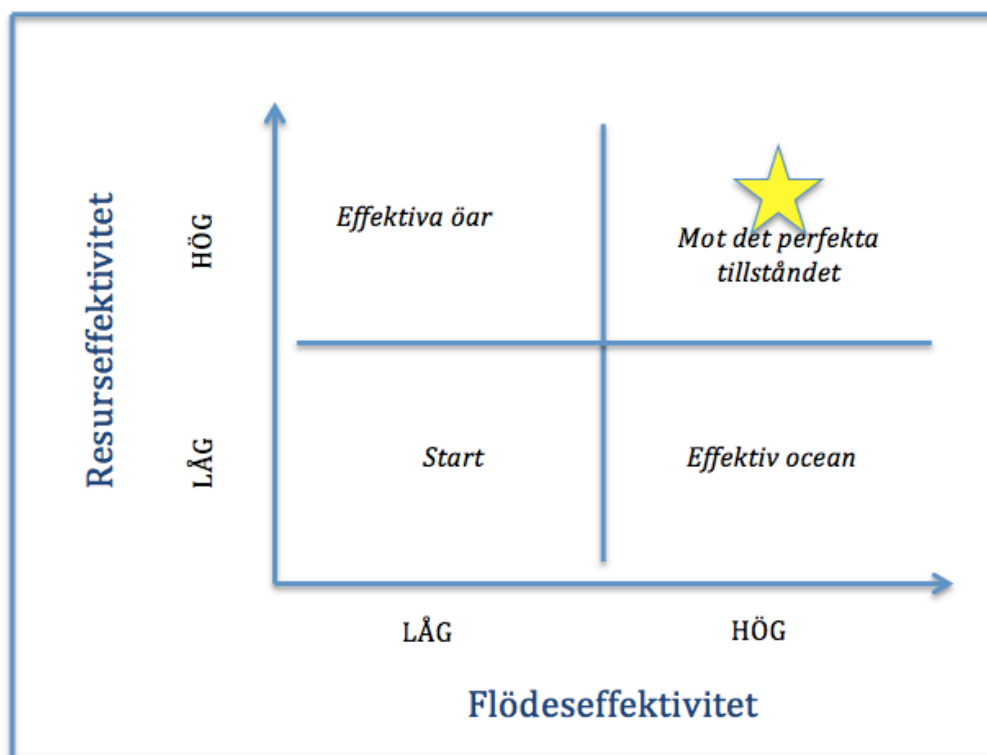 Resurseffektivitet
HÖG
LÅG
Effektiva öar
Mot det perfekta
tillståndet
Start
Effektiv ocean
LÅG
HÖG
Flödeseffektivitet